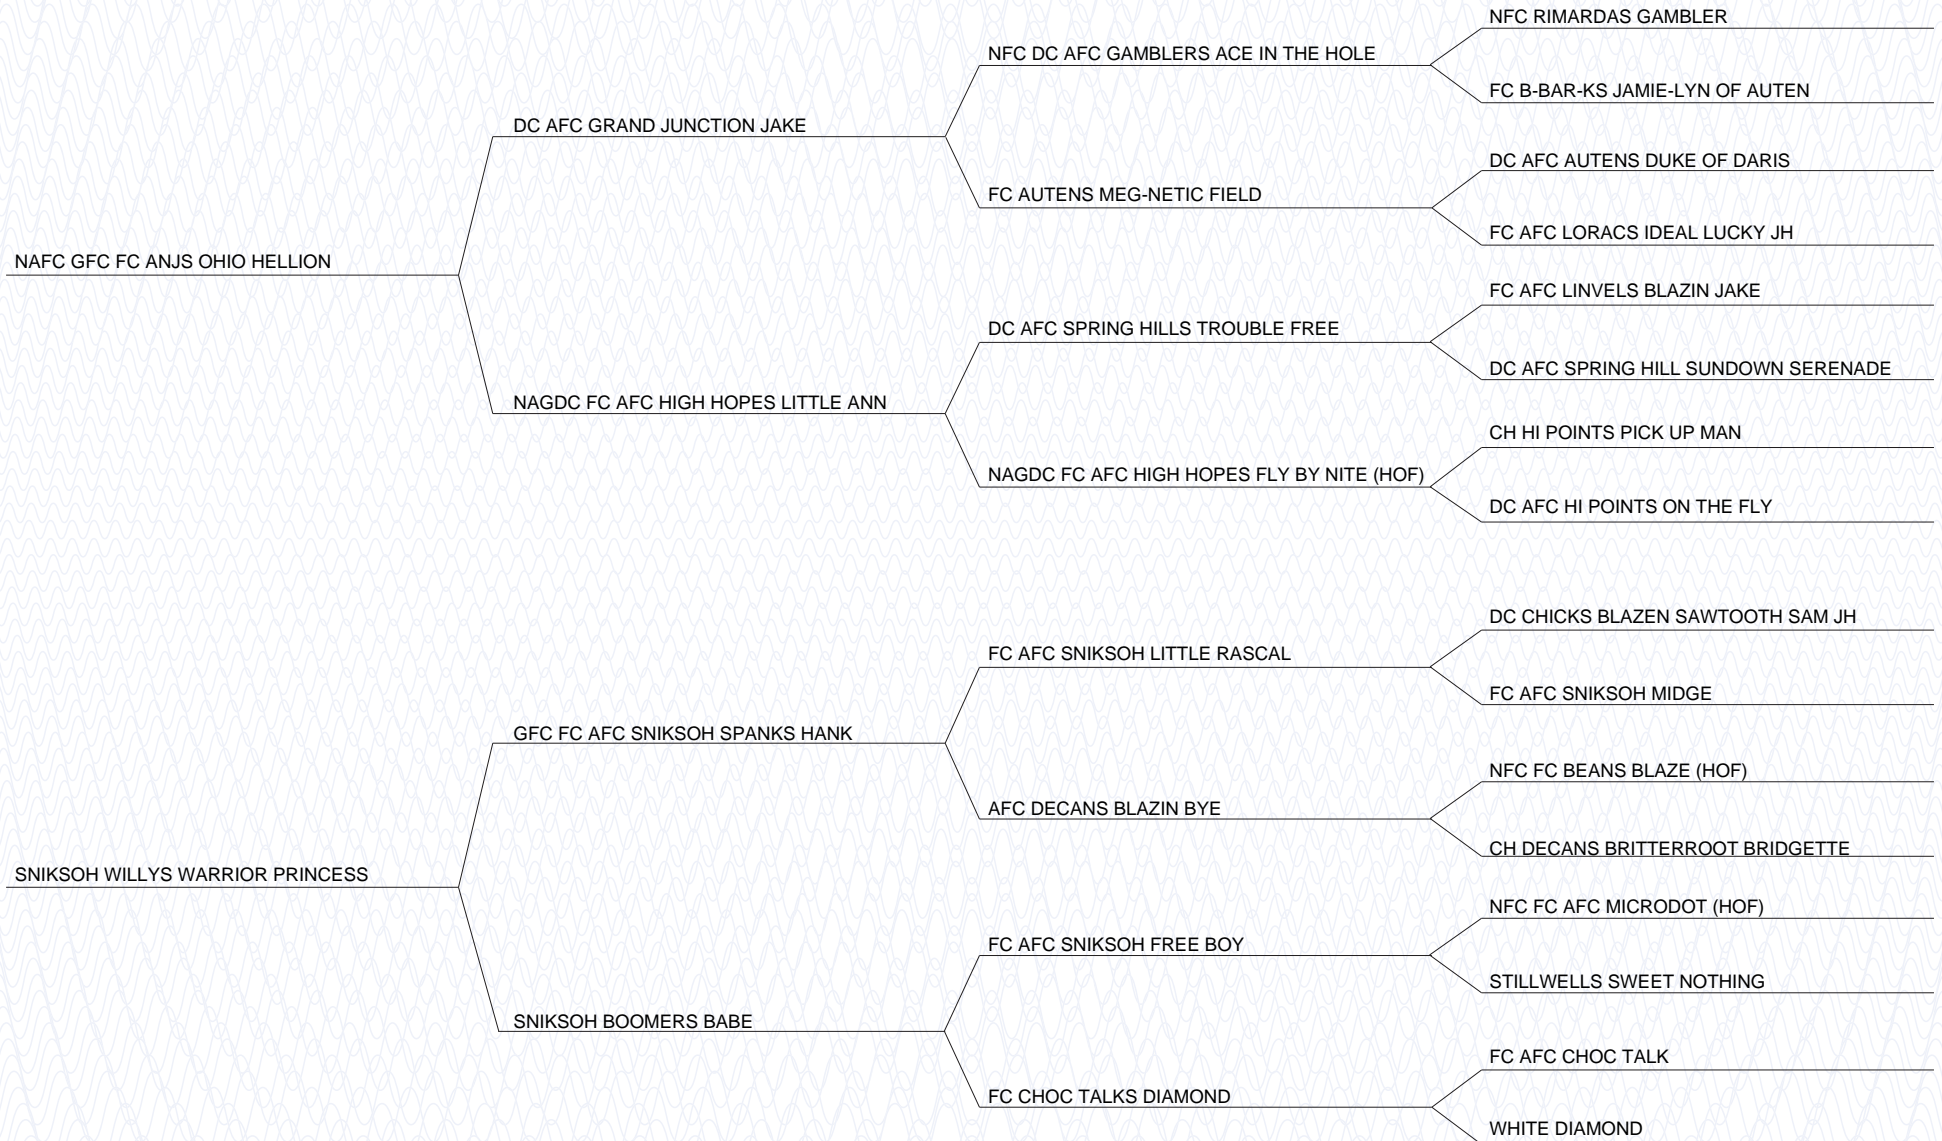 NFC RIMARDAS GAMBLER
NFC DC AFC GAMBLERS ACE IN THE HOLE
FC B-BAR-KS JAMIE-LYN OF AUTEN
DC AFC GRAND JUNCTION JAKE
DC AFC AUTENS DUKE OF DARIS
FC AUTENS MEG-NETIC FIELD
FC AFC LORACS IDEAL LUCKY JH
NAFC GFC FC ANJS OHIO HELLION
FC AFC LINVELS BLAZIN JAKE
DC AFC SPRING HILLS TROUBLE FREE
DC AFC SPRING HILL SUNDOWN SERENADE
NAGDC FC AFC HIGH HOPES LITTLE ANN
CH HI POINTS PICK UP MAN
NAGDC FC AFC HIGH HOPES FLY BY NITE (HOF)
DC AFC HI POINTS ON THE FLY
DC CHICKS BLAZEN SAWTOOTH SAM JH
FC AFC SNIKSOH LITTLE RASCAL
FC AFC SNIKSOH MIDGE
GFC FC AFC SNIKSOH SPANKS HANK
NFC FC BEANS BLAZE (HOF)
AFC DECANS BLAZIN BYE
CH DECANS BRITTERROOT BRIDGETTE
SNIKSOH WILLYS WARRIOR PRINCESS
NFC FC AFC MICRODOT (HOF)
FC AFC SNIKSOH FREE BOY
STILLWELLS SWEET NOTHING
SNIKSOH BOOMERS BABE
FC AFC CHOC TALK
FC CHOC TALKS DIAMOND
WHITE DIAMOND